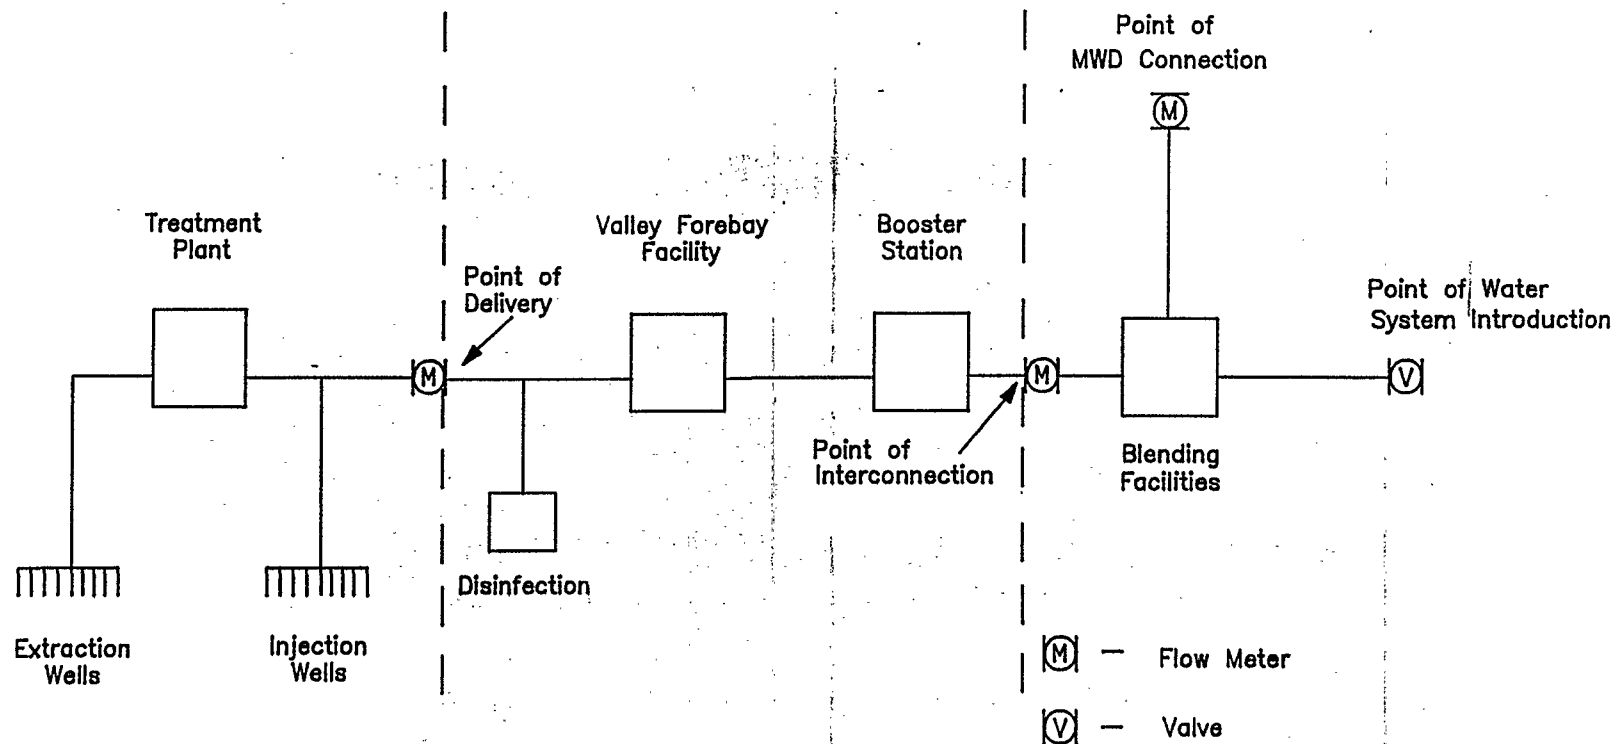 Point of
MWD Connection
M
Treatment
Plant
Valley Forebay
Facility
Booster
Station
Point of
Delivery
Point of Water
System Introduction
M
M
V
Point of
Interconnection
Blending
Facilities
Disinfection
Extraction
Wells
Injection
Wells
M — Flow Meter
V — Valve